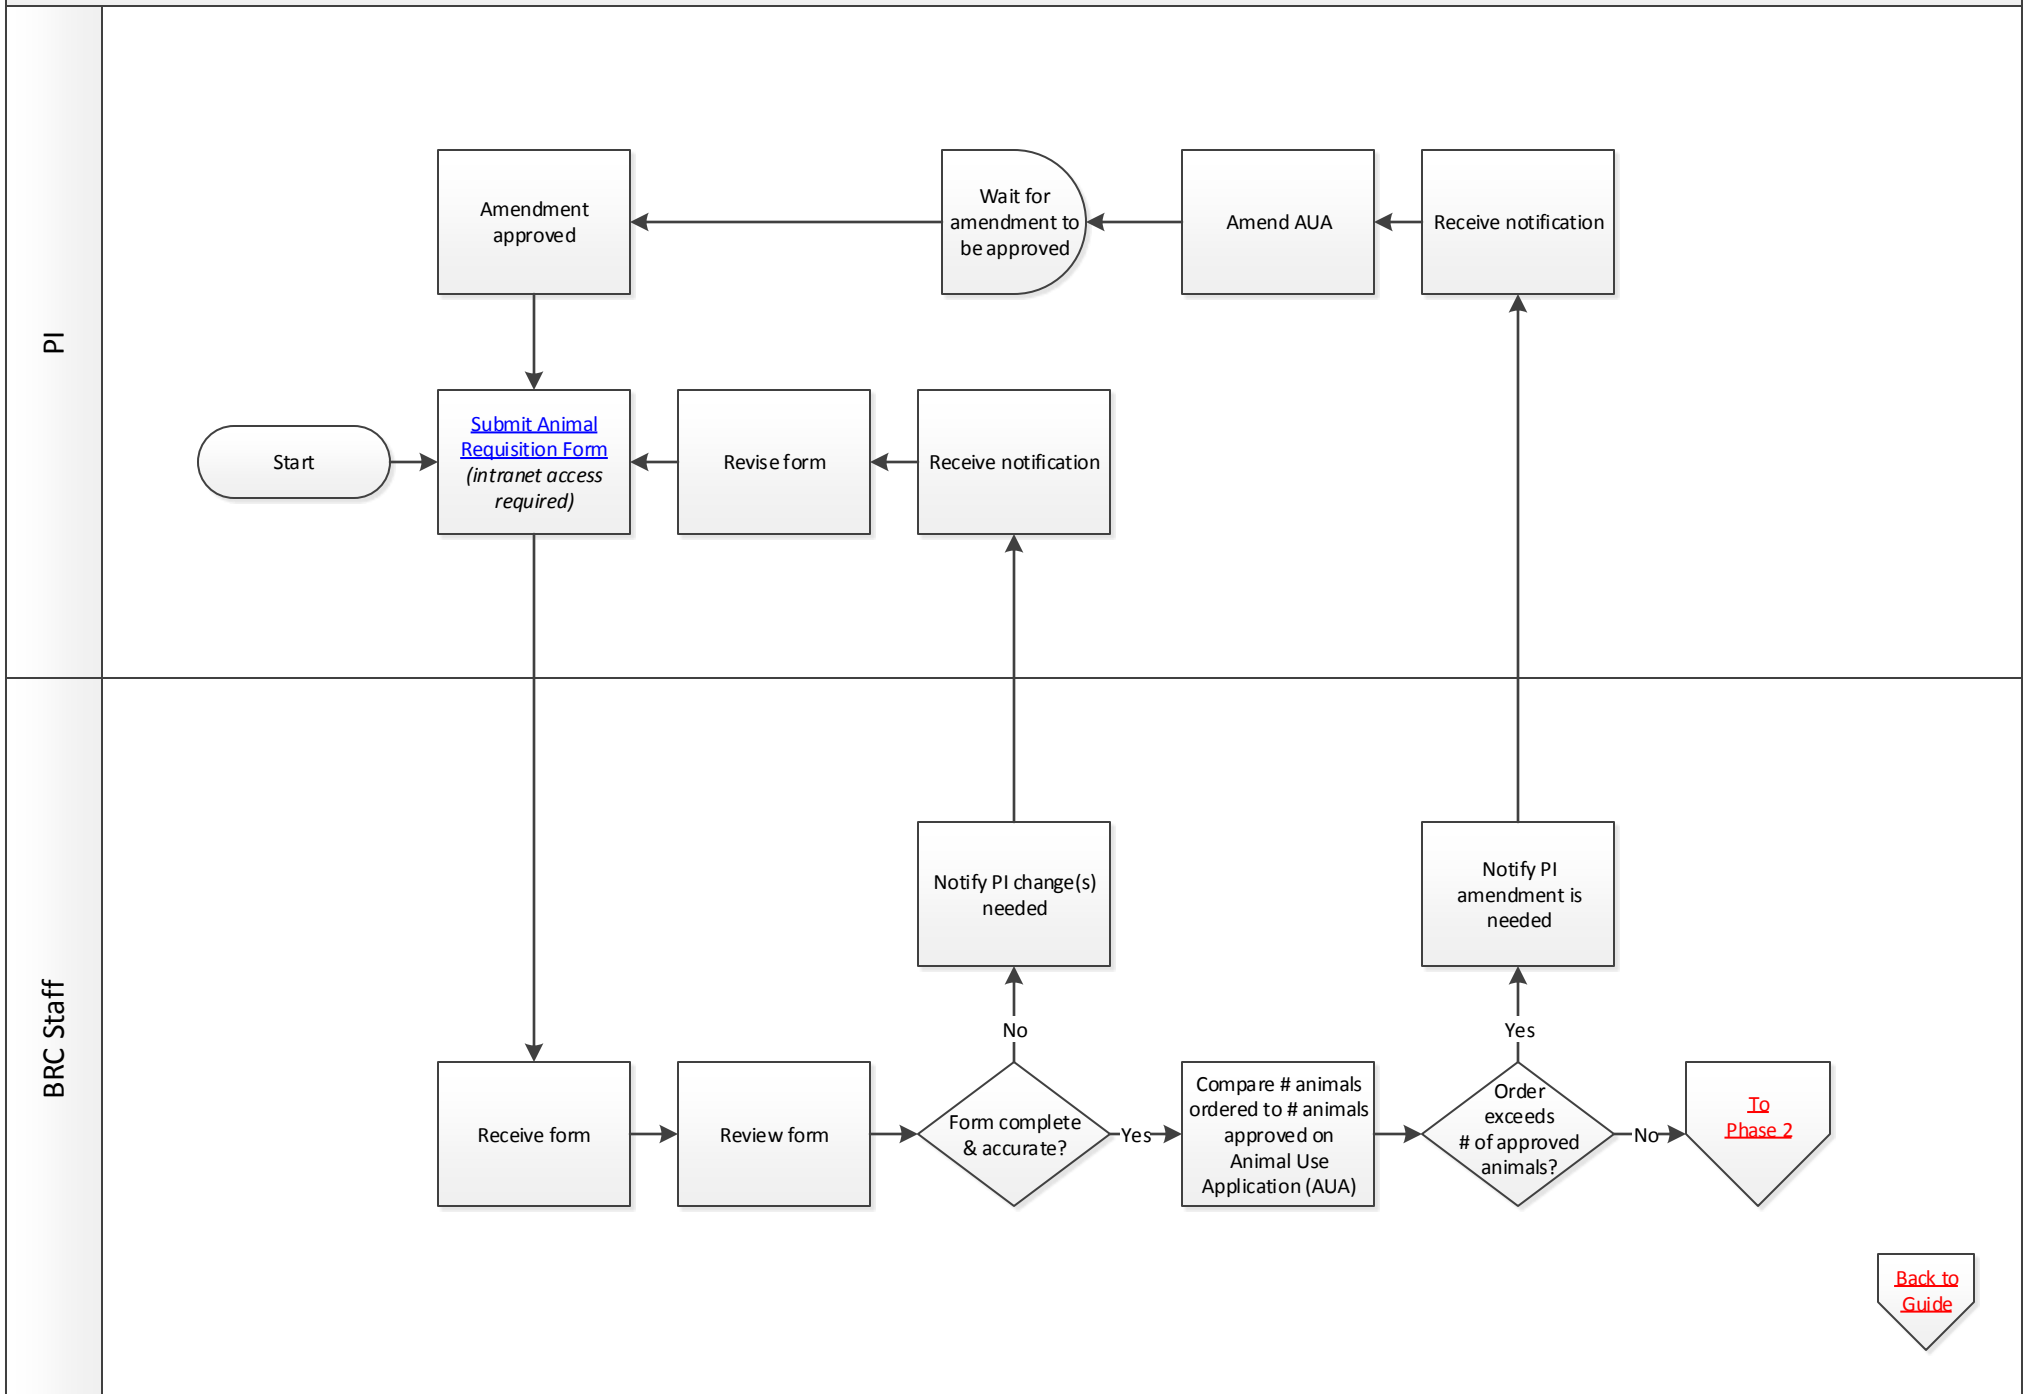 PI
Amendment
approved
Wait for
amendment to
be approved
Amend AUA
Receive notification
Start
Submit Animal
Requisition Form
(intranet access
required)
Revise form
Receive notification
BRC Staff
Notify PI change(s)
needed
Notify PI
amendment is
needed
No
Yes
Receive form
Review form
Form complete
& accurate?
Yes
Compare # animals
ordered to # animals
approved on
Animal Use
Application (AUA)
Order
exceeds
# of approved
animals?
No
To
Phase 2
Back to
Guide